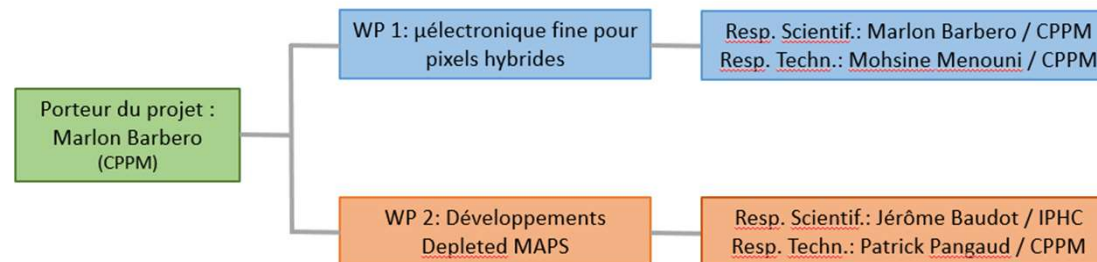 Porteur du projet :
Marlon Barbero
(CPPM)
WP 1: µélectronique fine pour
pixels hybrides
Resp. Scientif.: Marlon Barbero / CPPM
Resp. Techn.: Mohsine Menouni / CPPM
WP 2: Développements
Depleted MAPS
Resp. Scientif.: Jérôme Baudot / IPHC
Resp. Techn.: Patrick Pangaud / CPPM